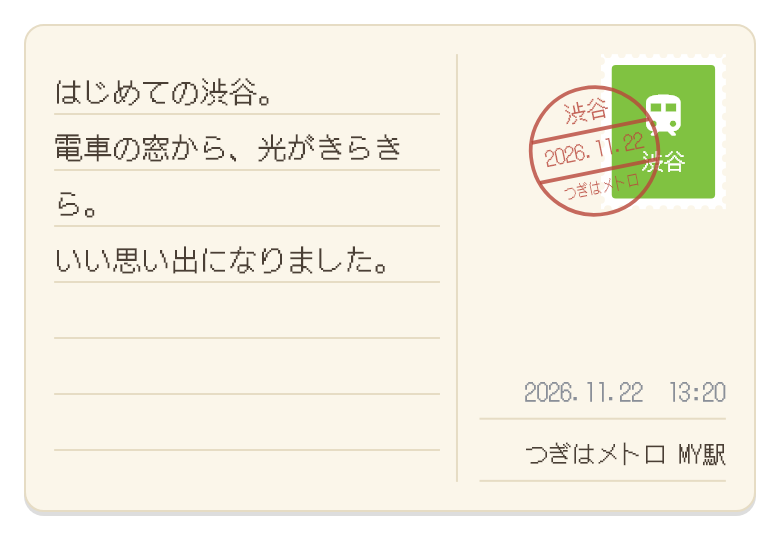 はじめての渋谷。
電車の窓から、光がきらき
ら。
いい思い出になりました。
渋谷
2026.11.22
つぎはメトロ
渋谷
2026.11.22 13:20
つぎはメトロ MY駅